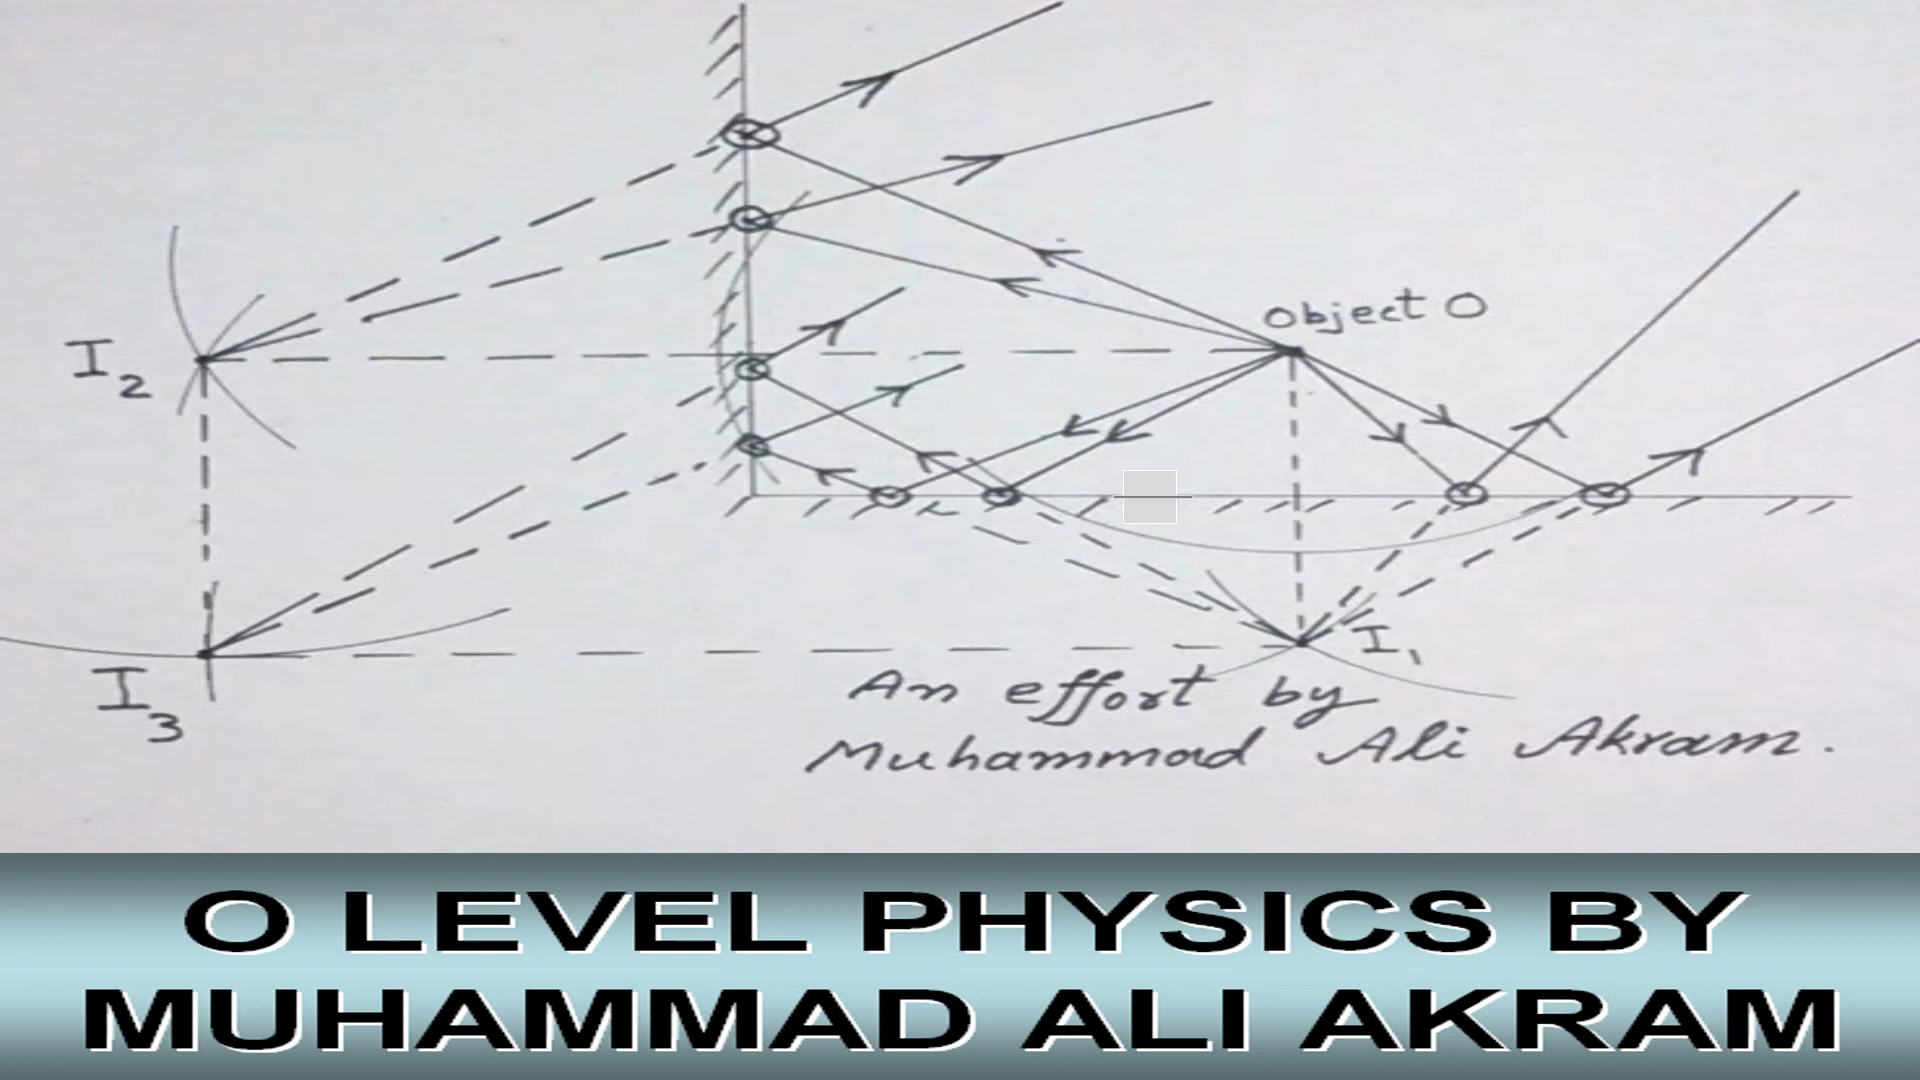 Object O
I2
I1
I3
An effort by
Muhammad Ali Akram.
O LEVEL PHYSICS BY
MUHAMMAD ALI AKRAM